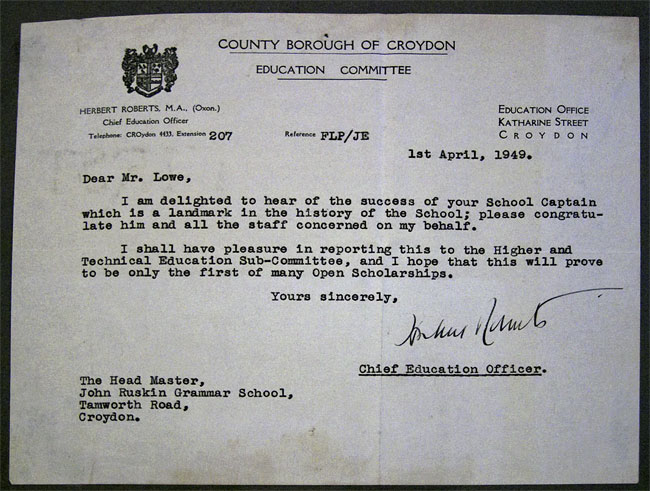 COUNTY BOROUGH OF CROYDON
EDUCATION COMMITTEE
HERBERT ROBERTS, M.A., (Oxon.)
Chief Education Officer
Telephone: CROydon 4433, Extension 207
Reference FLP/JE
EDUCATION OFFICE
KATHARINE STREET
CROYDON
1st April, 1949.
Dear Mr. Lowe,
I am delighted to hear of the success of your School Captain
which is a landmark in the history of the School; please congratu-
late him and all the staff concerned on my behalf.
I shall have pleasure in reporting this to the Higher and
Technical Education Sub-Committee, and I hope that this will prove
to be only the first of many Open Scholarships.
Yours sincerely,
Herbert Roberts
Chief Education Officer.
The Head Master,
John Ruskin Grammar School,
Tamworth Road,
Croydon.